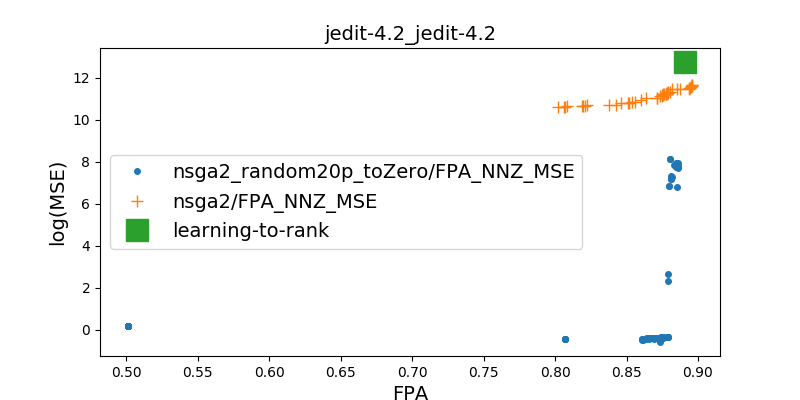 jedit-4.2_jedit-4.2
log(MSE)
12
10
8
6
4
2
0
nsga2_random20p_toZero/FPA_NNZ_MSE
nsga2/FPA_NNZ_MSE
learning-to-rank
0.50 0.55 0.60 0.65 0.70 0.75 0.80 0.85 0.90
FPA